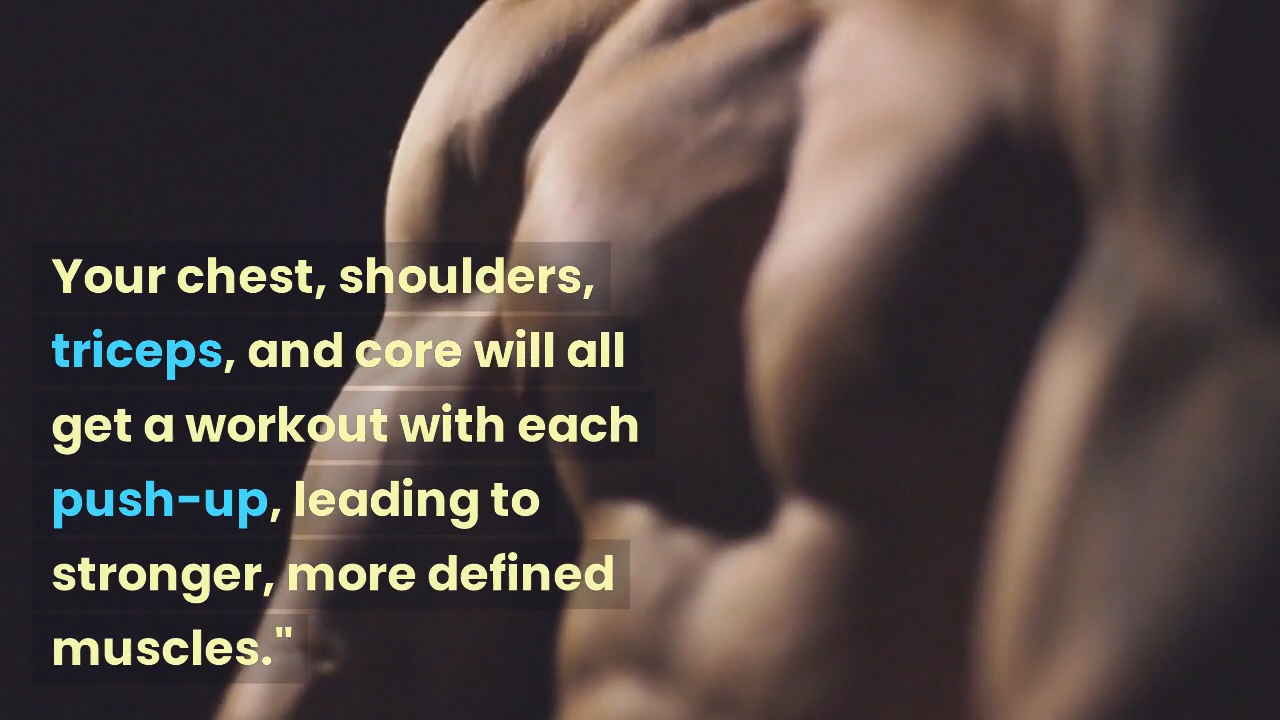 Your chest, shoulders,
triceps, and core will all
get a workout with each
push-up, leading to
stronger, more defined
muscles."